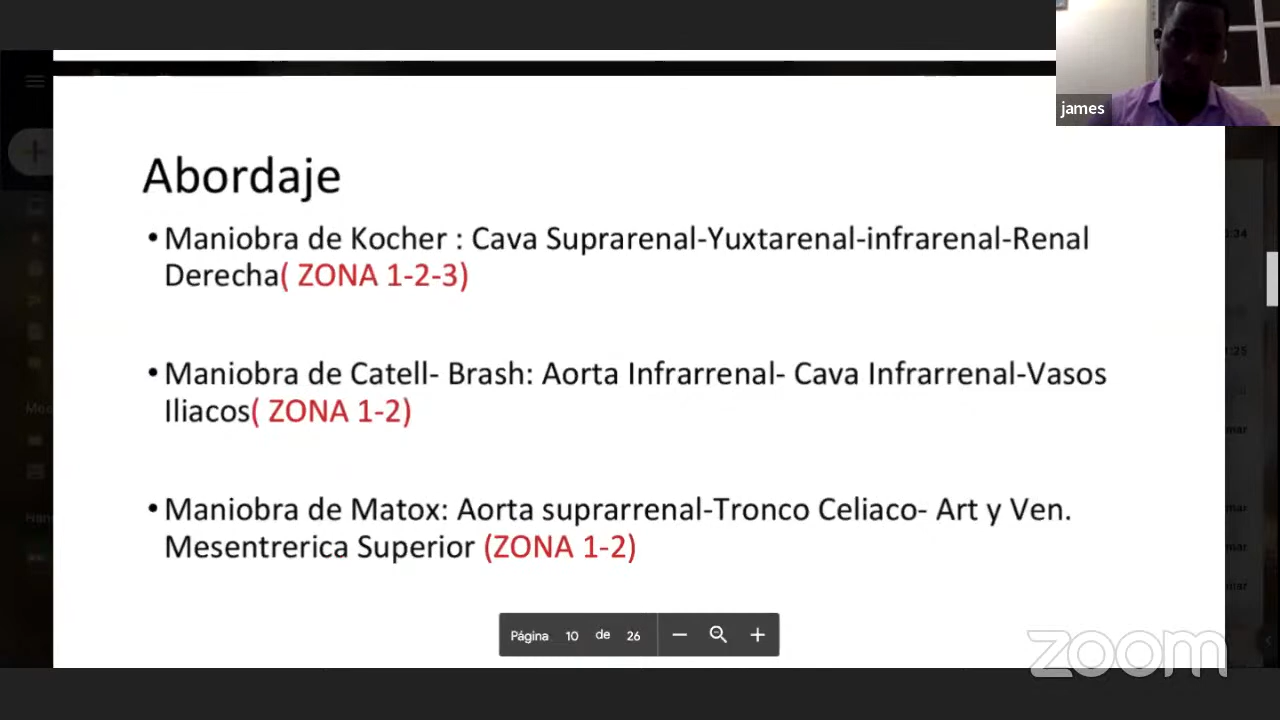 james
Abordaje
• Maniobra de Kocher : Cava Suprarenal-Yuxtarenal-infrarenal-Renal
Derecha( ZONA 1-2-3)
• Maniobra de Catell- Brash: Aorta Infrarrenal- Cava Infrarrenal-Vasos
Iliacos( ZONA 1-2)
• Maniobra de Matox: Aorta suprarrenal-Tronco Celiaco- Art y Ven.
Mesentrerica Superior (ZONA 1-2)
Página 10 de 26
zoom